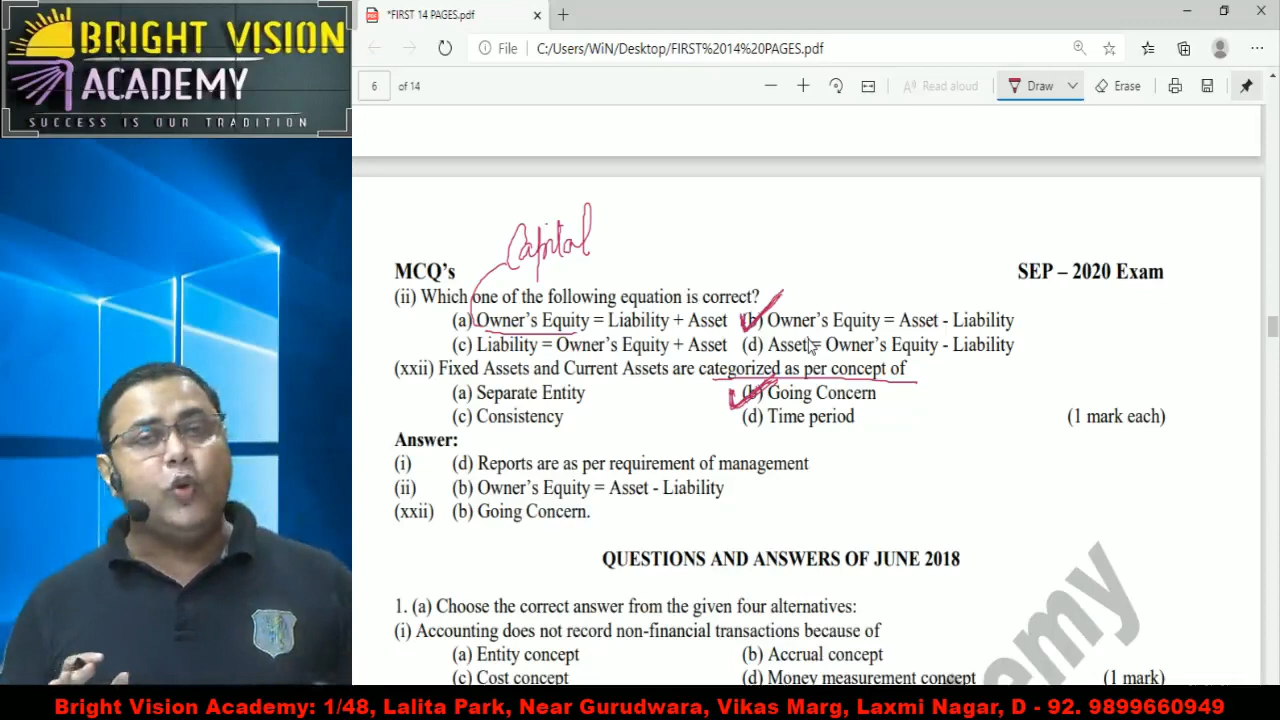 BRIGHT VISION
ACADEMY
SUCCESS IS OUR TRADITION
*FIRST 14 PAGES.pdf
File C:/Users/WiN/Desktop/FIRST%2014%20PAGES.pdf
6 of 14 Read aloud Draw Erase
Capital
MCQ's SEP – 2020 Exam
(ii) Which one of the following equation is correct?
(a) Owner's Equity = Liability + Asset (b) Owner's Equity = Asset - Liability
(c) Liability = Owner's Equity + Asset (d) Asset = Owner's Equity - Liability
(xxii) Fixed Assets and Current Assets are categorized as per concept of
(a) Separate Entity (b) Going Concern
(c) Consistency (d) Time period (1 mark each)
Answer:
(i) (d) Reports are as per requirement of management
(ii) (b) Owner's Equity = Asset - Liability
(xxii) (b) Going Concern.
QUESTIONS AND ANSWERS OF JUNE 2018
1. (a) Choose the correct answer from the given four alternatives:
(i) Accounting does not record non-financial transactions because of
(a) Entity concept (b) Accrual concept
(c) Cost concept (d) Money measurement concept (1 mark)
emy
Bright Vision Academy: 1/48, Lalita Park, Near Gurudwara, Vikas Marg, Laxmi Nagar, D - 92. 9899660949